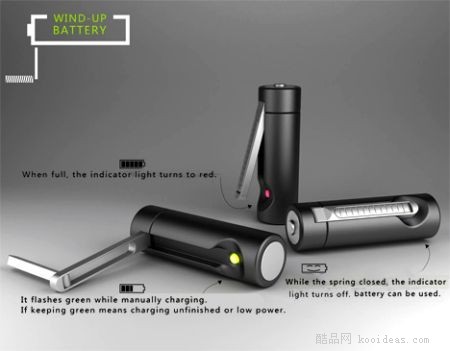 WIND-UP
BATTERY
When full, the indicator light turns to red.
It flashes green while manually charging.
If keeping green means charging unfinished or low power.
While the spring closed, the indicator
light turns off. battery can be used.
酷品网 kooideas.com